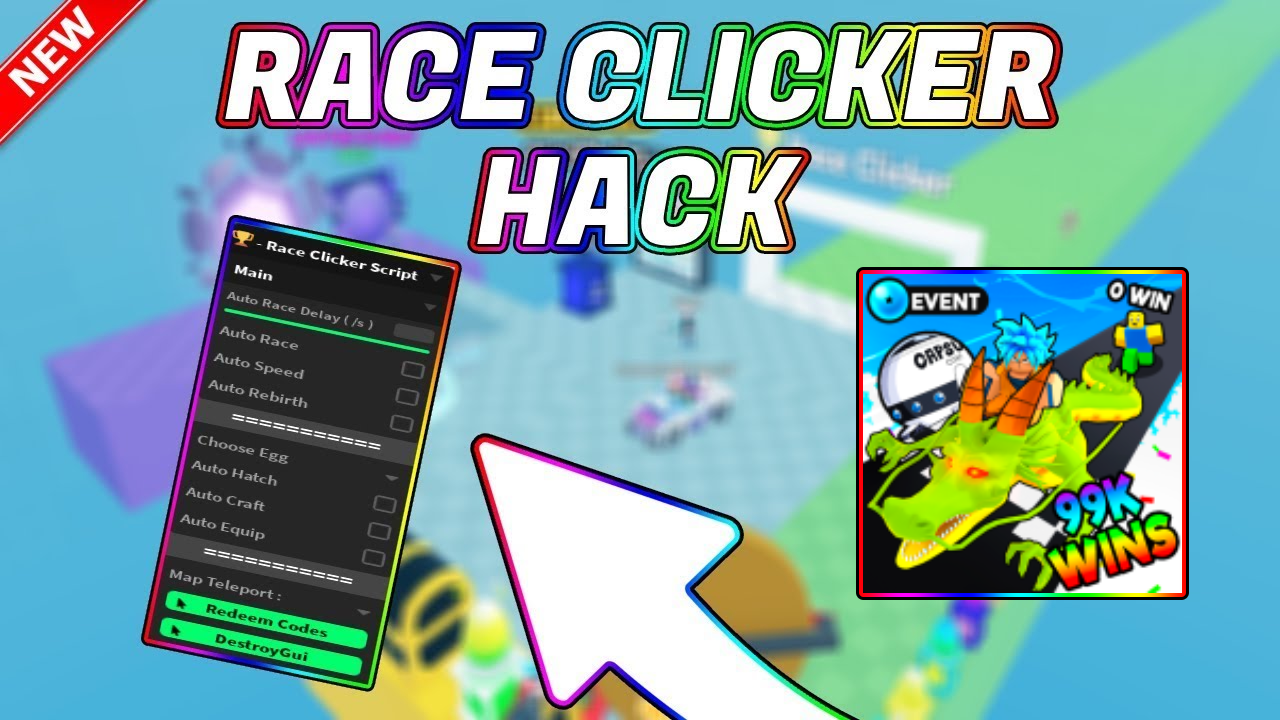 NEW
RACE CLICKER
HACK
🏆 - Race Clicker Script
Main
Auto Race Delay ( /s )
Auto Race
Auto Speed
Auto Rebirth
===========
Choose Egg
Auto Hatch
Auto Craft
Auto Equip
===========
Map Teleport :
Redeem Codes
DestroyGui
EVENT
0 WIN
99K
WINS